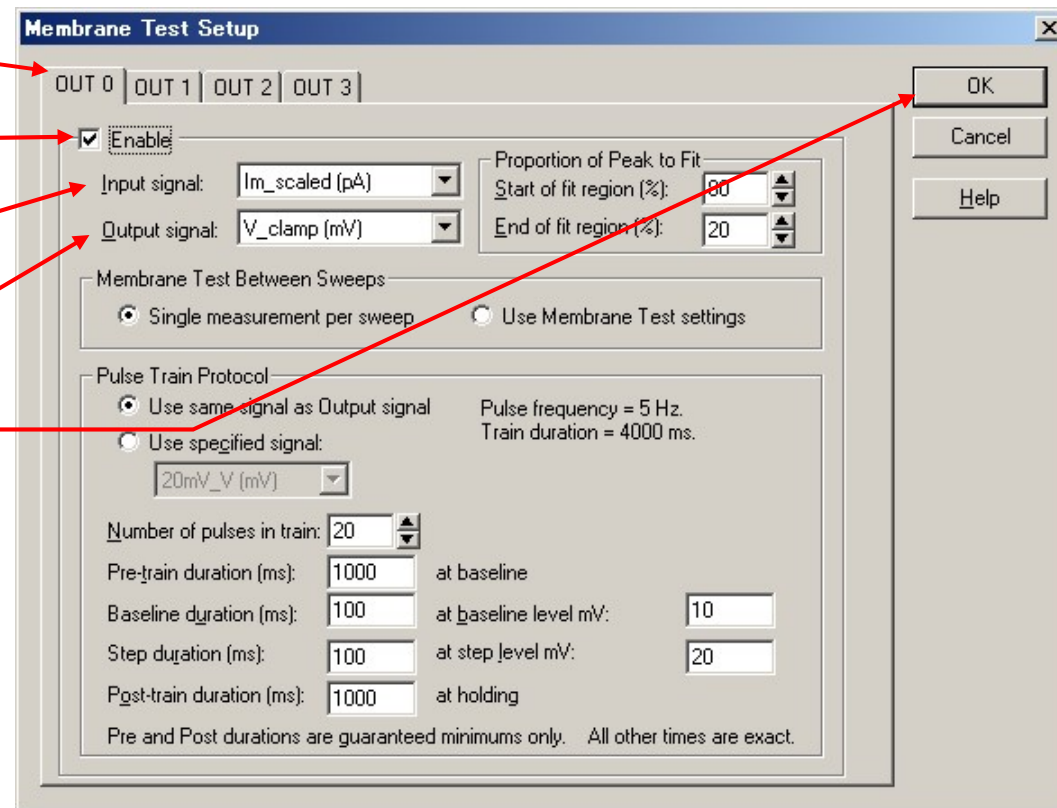 Membrane Test Setup
OUT 0 OUT 1 OUT 2 OUT 3
OK
Cancel
Help
Enable
Input signal: Im_scaled (pA)
Output signal: V_clamp (mV)
Proportion of Peak to Fit
Start of fit region (%): 80
End of fit region (%): 20
Membrane Test Between Sweeps
Single measurement per sweep Use Membrane Test settings
Pulse Train Protocol
Use same signal as Output signal
Use specified signal:
20mV_V (mV)
Pulse frequency = 5 Hz.
Train duration = 4000 ms.
Number of pulses in train: 20
Pre-train duration (ms): 1000 at baseline
Baseline duration (ms): 100 at baseline level mV: 10
Step duration (ms): 100 at step level mV: 20
Post-train duration (ms): 1000 at holding
Pre and Post durations are guaranteed minimums only. All other times are exact.